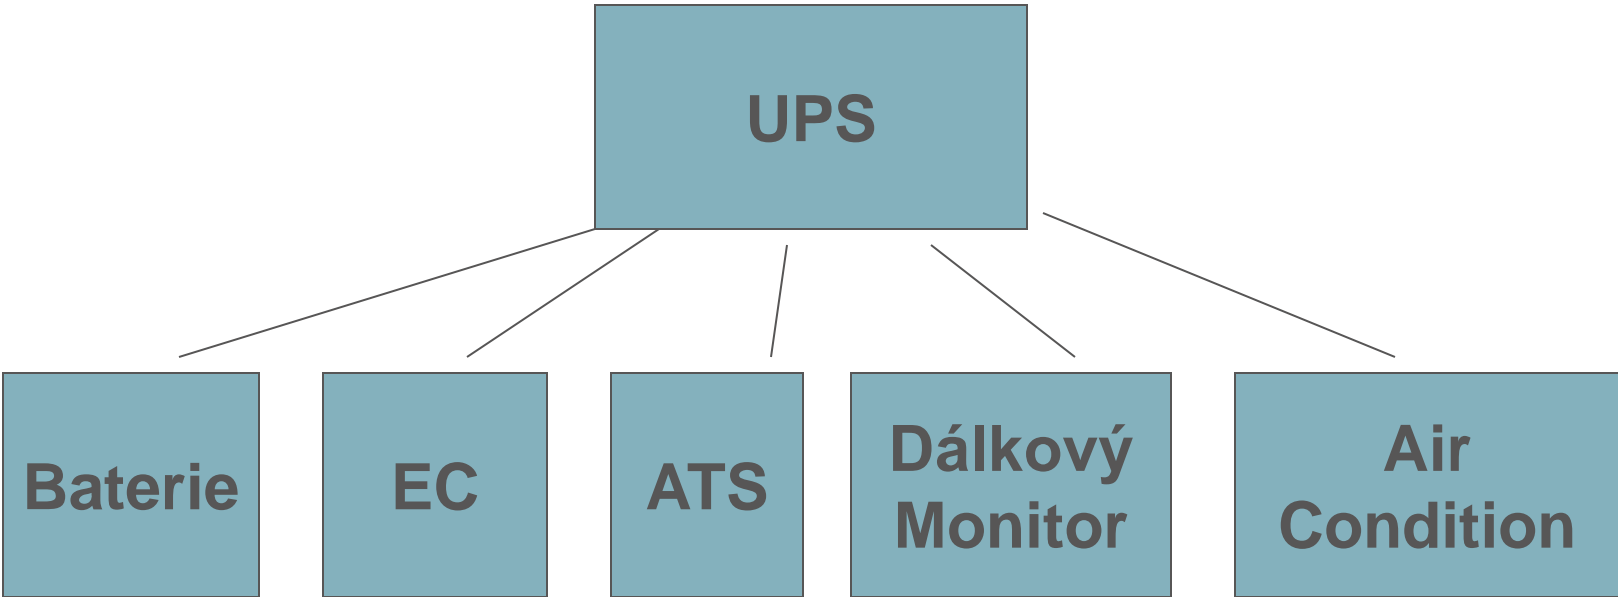 UPS
Baterie
EC
ATS
Dálkový
Monitor
Air
Condition